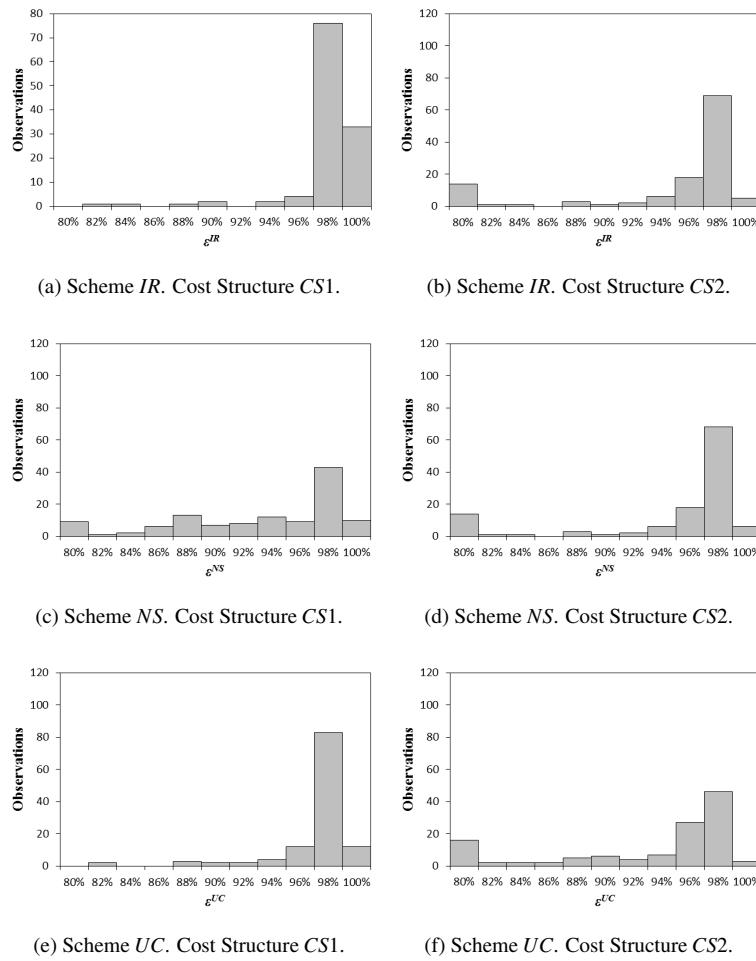 80
70
60
50
40
30
20
10
0
Observations
80% 82% 84% 86% 88% 90% 92% 94% 96% 98% 100%
ε^IR
(a) Scheme IR. Cost Structure CS1.
120
100
80
60
40
20
0
Observations
80% 82% 84% 86% 88% 90% 92% 94% 96% 98% 100%
ε^IR
(b) Scheme IR. Cost Structure CS2.
120
100
80
60
40
20
0
Observations
80% 82% 84% 86% 88% 90% 92% 94% 96% 98% 100%
ε^NS
(c) Scheme NS. Cost Structure CS1.
120
100
80
60
40
20
0
Observations
80% 82% 84% 86% 88% 90% 92% 94% 96% 98% 100%
ε^NS
(d) Scheme NS. Cost Structure CS2.
120
100
80
60
40
20
0
Observations
80% 82% 84% 86% 88% 90% 92% 94% 96% 98% 100%
ε^UC
(e) Scheme UC. Cost Structure CS1.
120
100
80
60
40
20
0
Observations
80% 82% 84% 86% 88% 90% 92% 94% 96% 98% 100%
ε^UC
(f) Scheme UC. Cost Structure CS2.